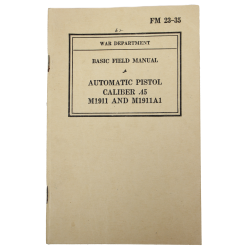 FM 23-35
WAR DEPARTMENT
BASIC FIELD MANUAL
AUTOMATIC PISTOL
CALIBER .45
M1911 AND M1911A1